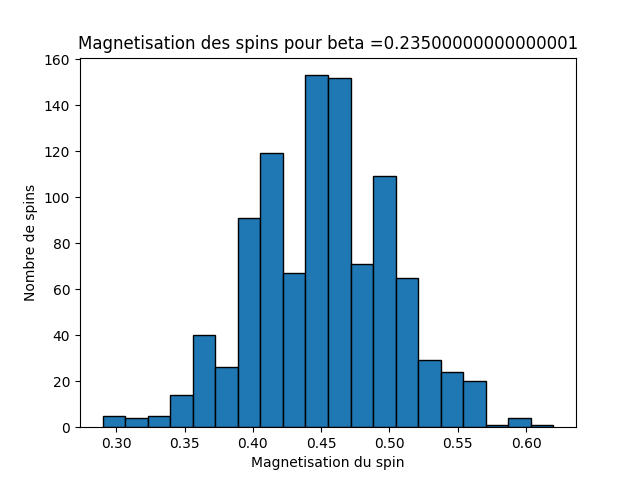 Magnetisation des spins pour beta =0.23500000000000001
160
140
120
100
80
60
40
20
0
Nombre de spins
0.30 0.35 0.40 0.45 0.50 0.55 0.60
Magnetisation du spin